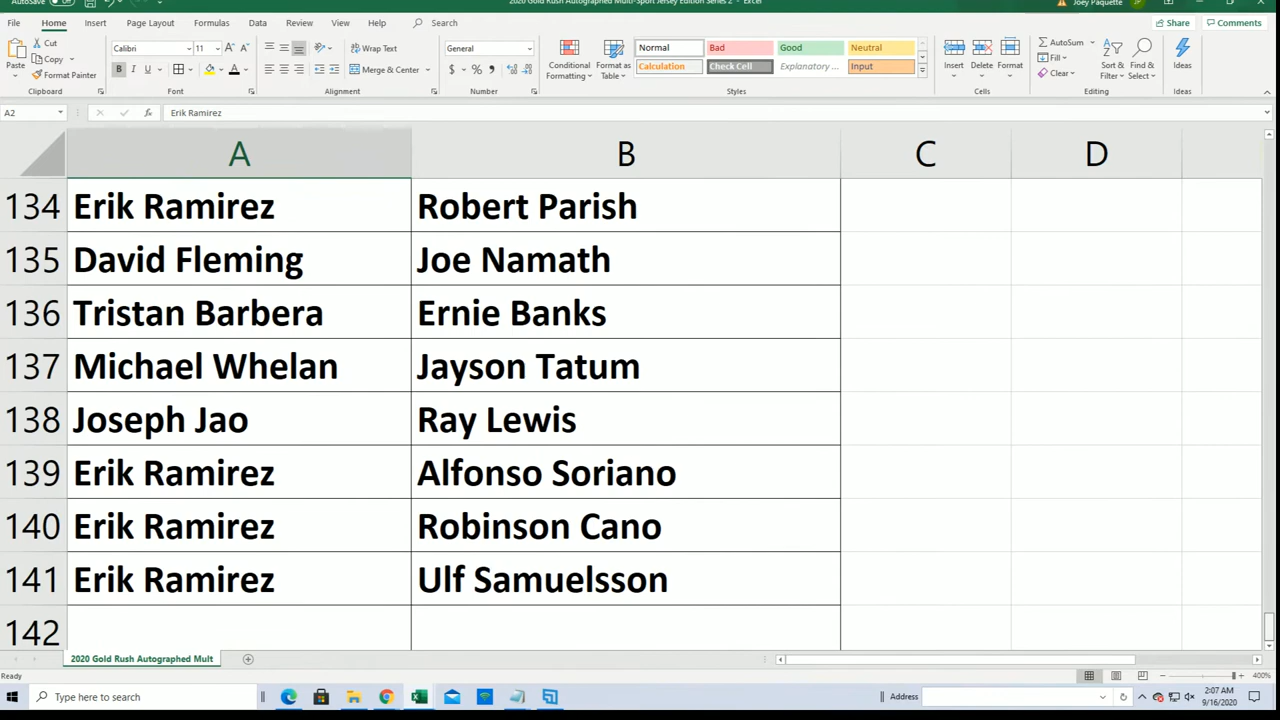 AutoSave Off 2020 Gold Rush Autographed Multi-Sport Jersey Edition Series 2 - Excel Joey Paquette JP
File Home Insert Page Layout Formulas Data Review View Help Search Share Comments
Cut Calibri 11 Wrap Text General Normal Bad Good Neutral AutoSum
Copy Fill
Paste Format Painter Merge & Center Conditional Formatting Format as Table Calculation Check Cell Explanatory ... Input Insert Delete Format Clear Sort & Filter Find & Select Ideas
Clipboard Font Alignment Number Styles Cells Editing Ideas
A2 Erik Ramirez
A B C D
134 Erik Ramirez Robert Parish
135 David Fleming Joe Namath
136 Tristan Barbera Ernie Banks
137 Michael Whelan Jayson Tatum
138 Joseph Jao Ray Lewis
139 Erik Ramirez Alfonso Soriano
140 Erik Ramirez Robinson Cano
141 Erik Ramirez Ulf Samuelsson
142
2020 Gold Rush Autographed Mult
Ready 400%
Type here to search Address 2:07 AM
9/16/2020